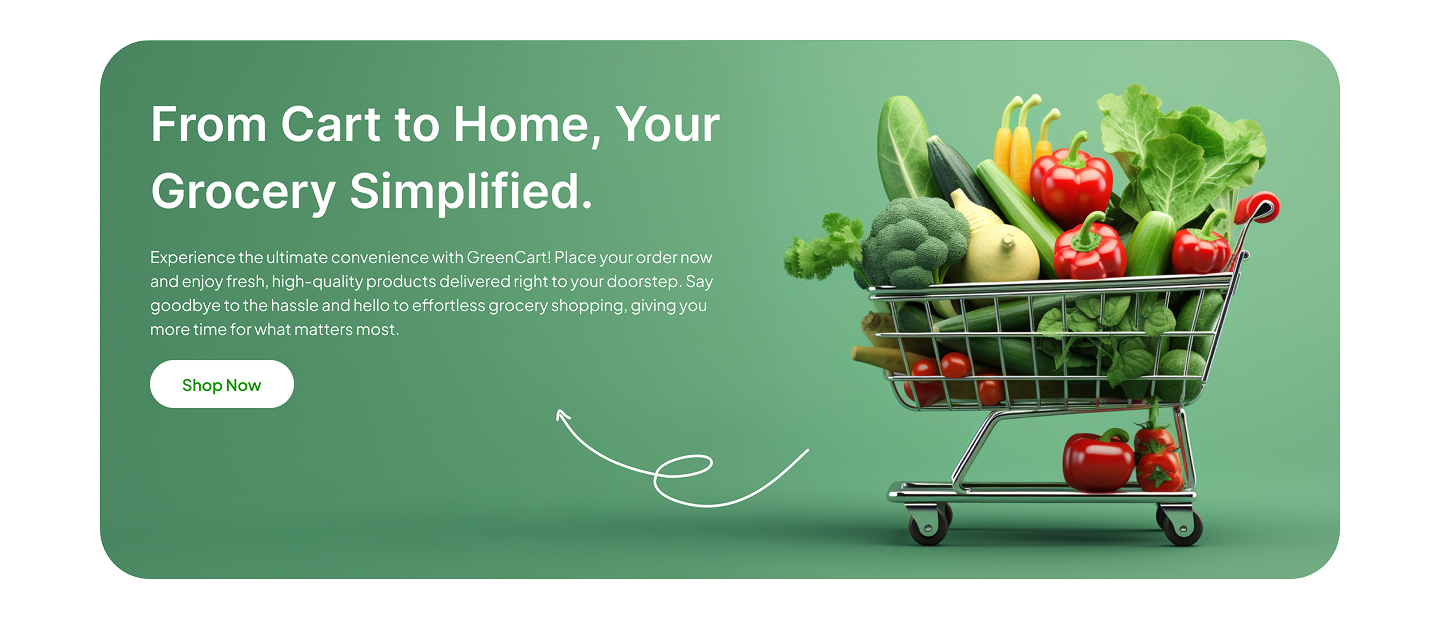 From Cart to Home, Your
Grocery Simplified.
Experience the ultimate convenience with GreenCart! Place your order now
and enjoy fresh, high-quality products delivered right to your doorstep. Say
goodbye to the hassle and hello to effortless grocery shopping, giving you
more time for what matters most.
Shop Now